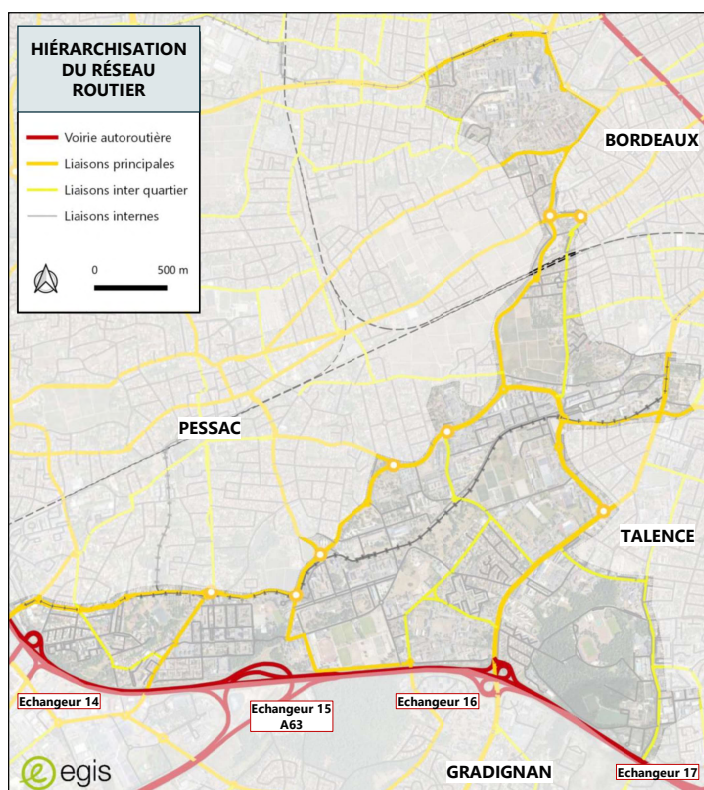 HIÉRARCHISATION
DU RÉSEAU
ROUTIER
Voirie autoroutière
Liaisons principales
Liaisons inter quartier
Liaisons internes
0 500 m
BORDEAUX
PESSAC
TALENCE
Echangeur 14
Echangeur 15
A63
Echangeur 16
GRADIGNAN
Echangeur 17
egis